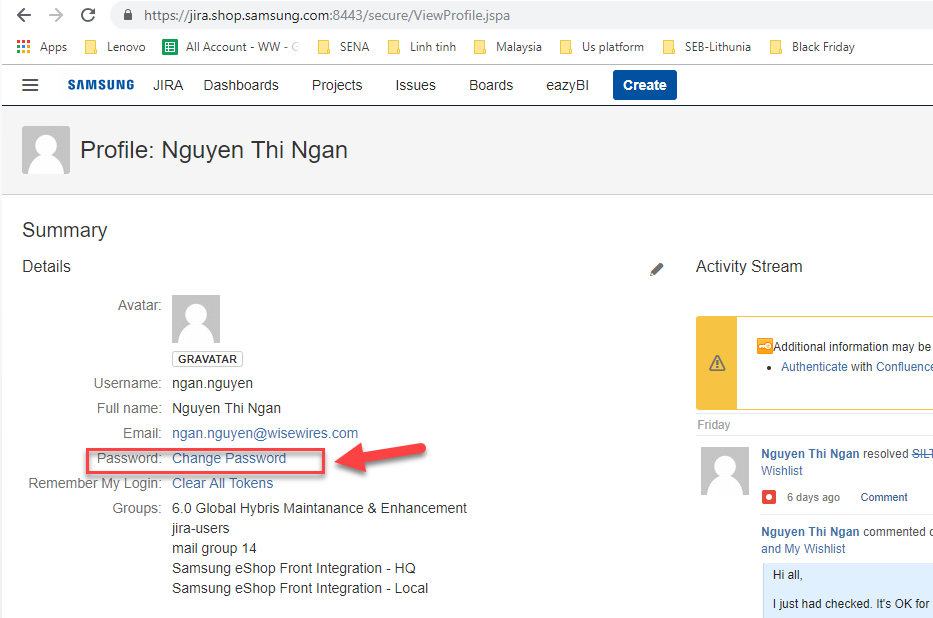 https://jira.shop.samsung.com:8443/secure/ViewProfile.jspa
Apps Lenovo All Account - WW - G SENA Linh tinh Malaysia Us platform SEB-Lithunia Black Friday
SAMSUNG JIRA Dashboards Projects Issues Boards eazyBI Create
Profile: Nguyen Thi Ngan
Summary
Details
Avatar:
GRAVATAR
Username: ngan.nguyen
Full name: Nguyen Thi Ngan
Email: ngan.nguyen@wisewires.com
Password: Change Password
Remember My Login: Clear All Tokens
Groups: 6.0 Global Hybris Maintanance & Enhancement
jira-users
mail group 14
Samsung eShop Front Integration - HQ
Samsung eShop Front Integration - Local
Activity Stream
Additional information may be
Authenticate with Confluence
Friday
Nguyen Thi Ngan resolved SILT
Wishlist
6 days ago Comment
Nguyen Thi Ngan commented
and My Wishlist
Hi all,
I just had checked. It's OK for